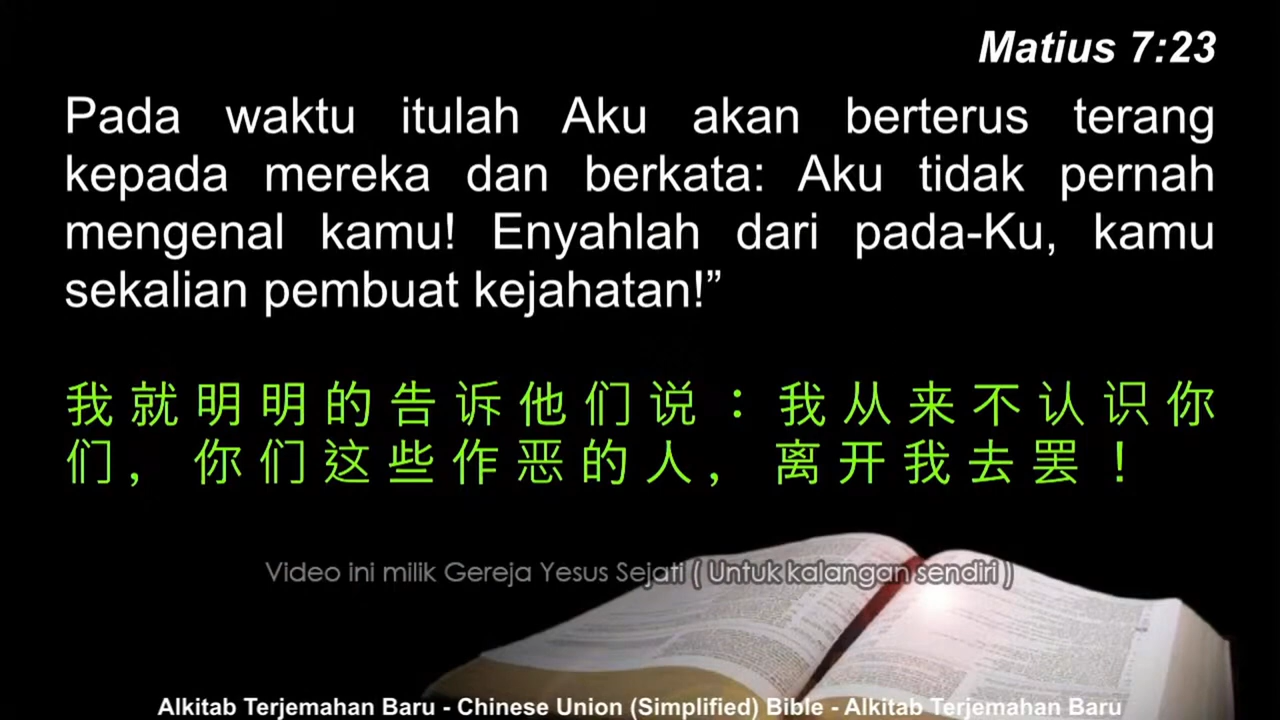 Matius 7:23
Pada waktu itulah Aku akan berterus terang
kepada mereka dan berkata: Aku tidak pernah
mengenal kamu! Enyahlah dari pada-Ku, kamu
sekalian pembuat kejahatan!”
我就明明的告诉他们说：我从来不认识你
们，你们这些作恶的人，离开我去罢！
Video ini milik Gereja Yesus Sejati ( Untuk kalangan sendiri )
Alkitab Terjemahan Baru - Chinese Union (Simplified) Bible - Alkitab Terjemahan Baru